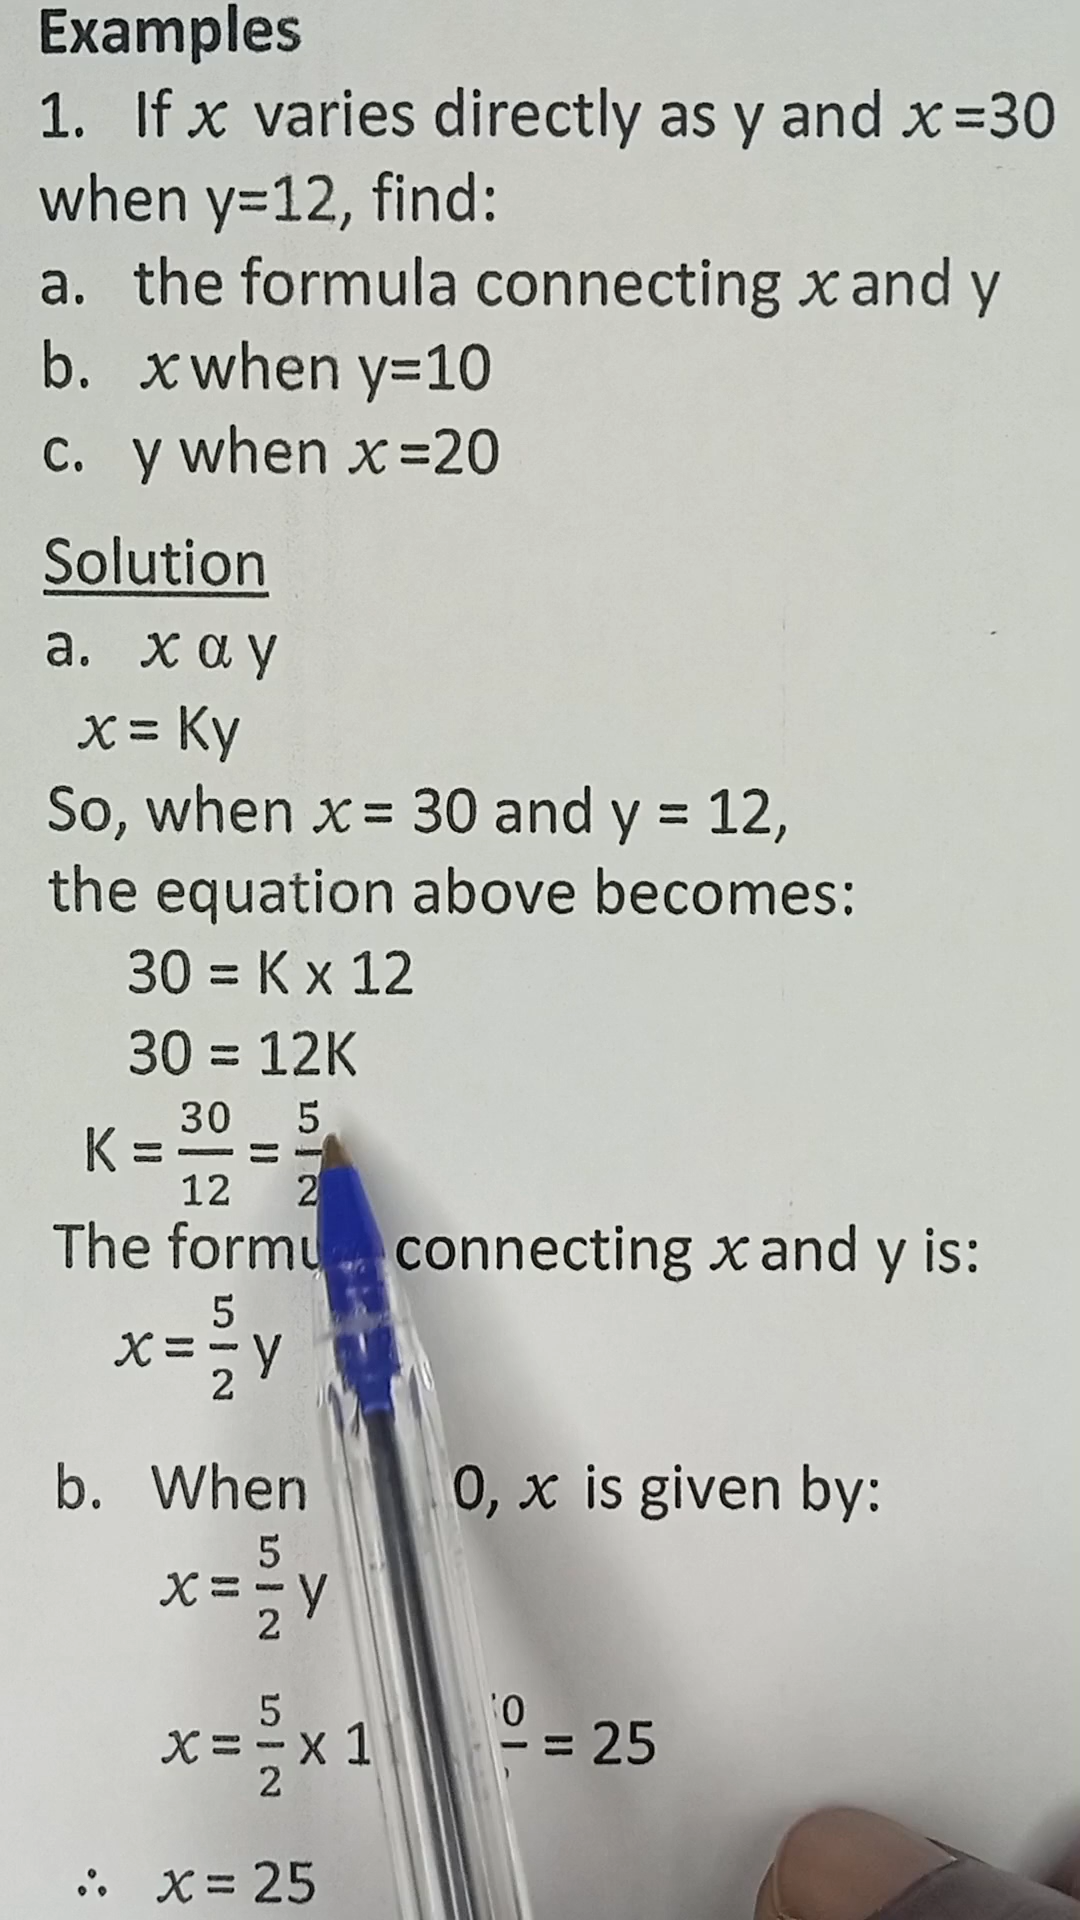 Examples
1. If x varies directly as y and x=30
when y=12, find:
a. the formula connecting x and y
b. x when y=10
c. y when x=20
Solution
a. x α y
x = Ky
So, when x = 30 and y = 12,
the equation above becomes:
30 = K x 12
30 = 12K
K = 30/12 = 5/2
The connecting x and y is:
x = 5/2 y
b. When 0, x is given by:
x = 5/2 y
x = 5/2 x 1 = 25
∴ x = 25